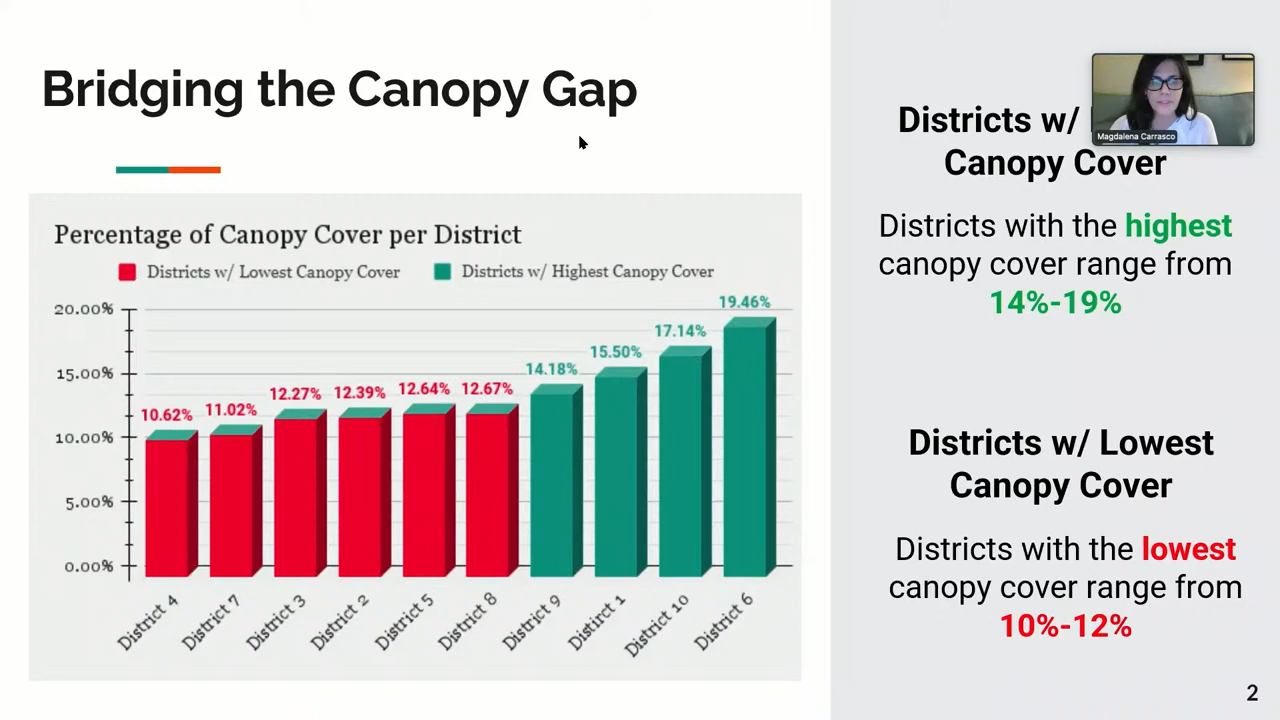 Bridging the Canopy Gap
Percentage of Canopy Cover per District
Districts w/ Lowest Canopy Cover
Districts w/ Highest Canopy Cover
20.00%
15.00%
10.00%
5.00%
0.00%
10.62%
11.02%
12.27%
12.39%
12.64%
12.67%
14.18%
15.50%
17.14%
19.46%
District 4
District 7
District 3
District 2
District 5
District 8
District 9
Distirct 1
District 10
District 6
Districts w/
Canopy Cover
Magdalena Carrasco
Districts with the highest
canopy cover range from
14%-19%
Districts w/ Lowest
Canopy Cover
Districts with the lowest
canopy cover range from
10%-12%
2